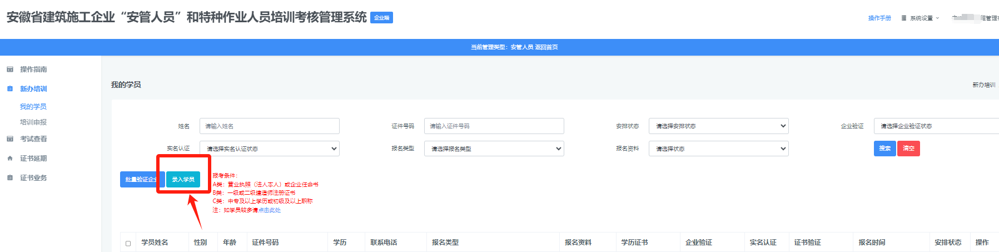 安徽省建筑施工企业“安管人员”和特种作业人员培训考核管理系统 企业端
操作手册 系统设置 程管理
当前管理类型：安管人员 返回首页
操作指南
新办培训
我的学员
培训申报
考试查看
证书延期
证书业务
我的学员
新办培训
姓名 请输入姓名 证件号码 请输入证件号码 安排状态 请选择安排状态 企业验证 请选择企业验证状态
实名认证 请选择实名认证状态 报名类型 请选择报名类型 报名资料 请选择状态 搜索 清空
批量验证企业 录入学员
报考条件：
A类：营业执照（法人本人）或企业任命书
B类：一级或二级建造师注册证书
C类：中专及以上学历或初级及以上职称
注：如学员较多请点击此处
学员姓名 性别 年龄 证件号码 学历 联系电话 报名类型 报名资料 学历证书 企业验证 实名认证 证书验证 报名时间 安排状态 操作